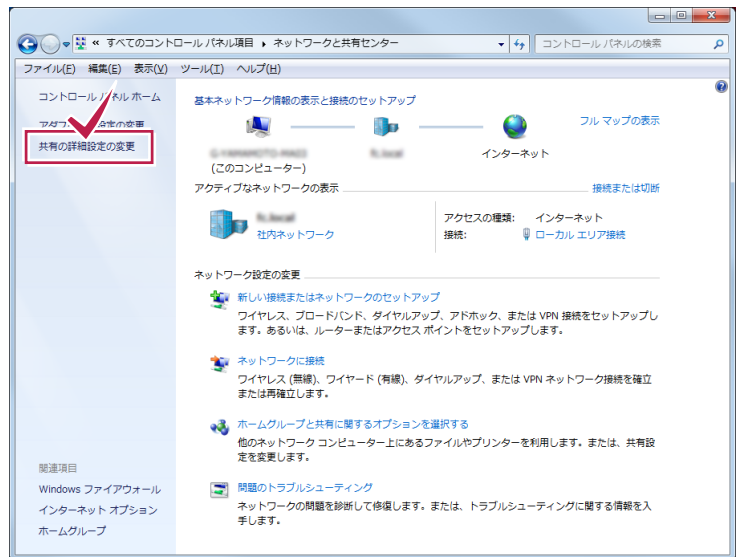 « すべてのコントロール パネル項目 ▸ ネットワークと共有センター
コントロール パネルの検索
ファイル(F) 編集(E) 表示(V) ツール(T) ヘルプ(H)
コントロール パネル ホーム
設定の変更
共有の詳細設定の変更
関連項目
Windows ファイアウォール
インターネット オプション
ホームグループ
基本ネットワーク情報の表示と接続のセットアップ
フル マップの表示
インターネット
(このコンピューター)
アクティブなネットワークの表示
接続または切断
社内ネットワーク
アクセスの種類: インターネット
接続: ローカル エリア接続
ネットワーク設定の変更
新しい接続またはネットワークのセットアップ
ワイヤレス、ブロードバンド、ダイヤルアップ、アドホック、または VPN 接続をセットアップし
ます。あるいは、ルーターまたはアクセス ポイントをセットアップします。
ネットワークに接続
ワイヤレス (無線)、ワイヤード (有線)、ダイヤルアップ、または VPN ネットワーク接続を確立
または再確立します。
ホームグループと共有に関するオプションを選択する
他のネットワーク コンピューター上にあるファイルやプリンターを利用します。または、共有設
定を変更します。
問題のトラブルシューティング
ネットワークの問題を診断して修復します。または、トラブルシューティングに関する情報を入
手します。